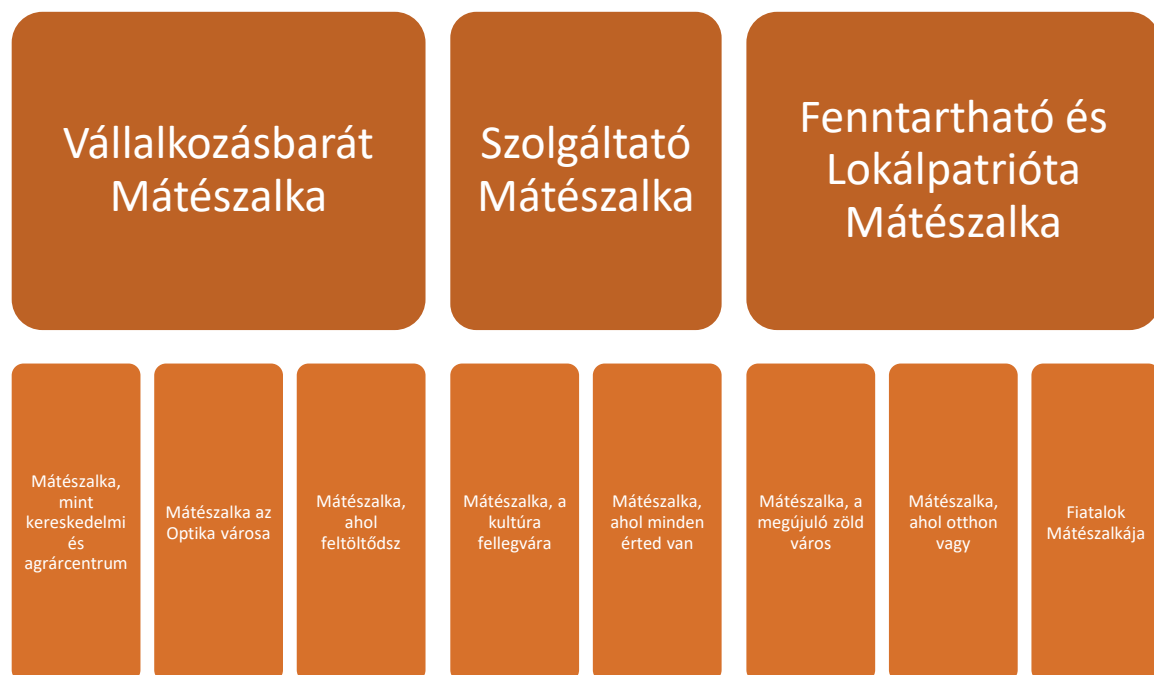 Vállalkozásbarát
Mátészalka
Szolgáltató
Mátészalka
Fenntartható és
Lokálpatrióta
Mátészalka
Mátészalka,
mint
kereskedelmi
és
agrárcentrum
Mátészalka az
Optika városa
Mátészalka,
ahol
feltöltődsz
Mátészalka, a
kultúra
fellegvára
Mátészalka,
ahol minden
érted van
Mátészalka, a
megújuló zöld
város
Mátészalka,
ahol otthon
vagy
Fiatalok
Mátészalkája